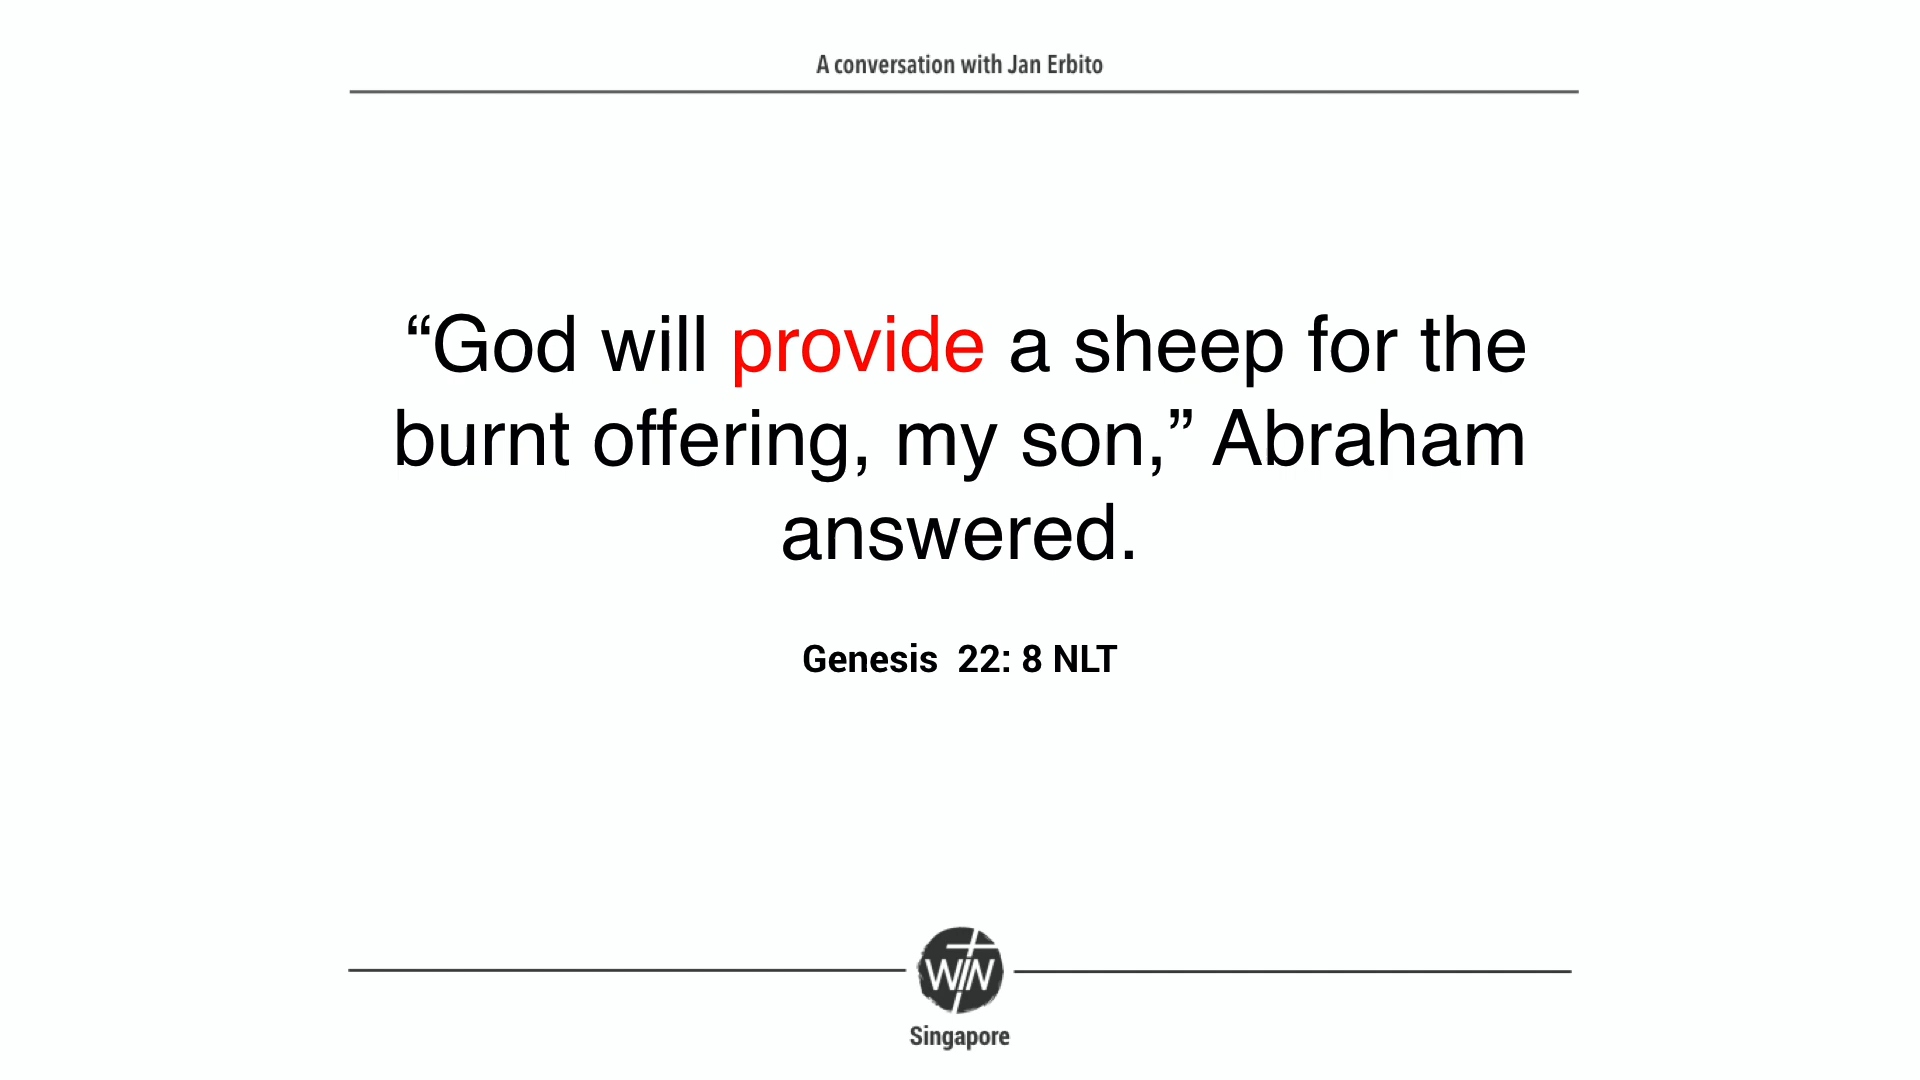 A conversation with Jan Erbito
“God will provide a sheep for the
burnt offering, my son,” Abraham
answered.
Genesis  22: 8 NLT
WIN
Singapore